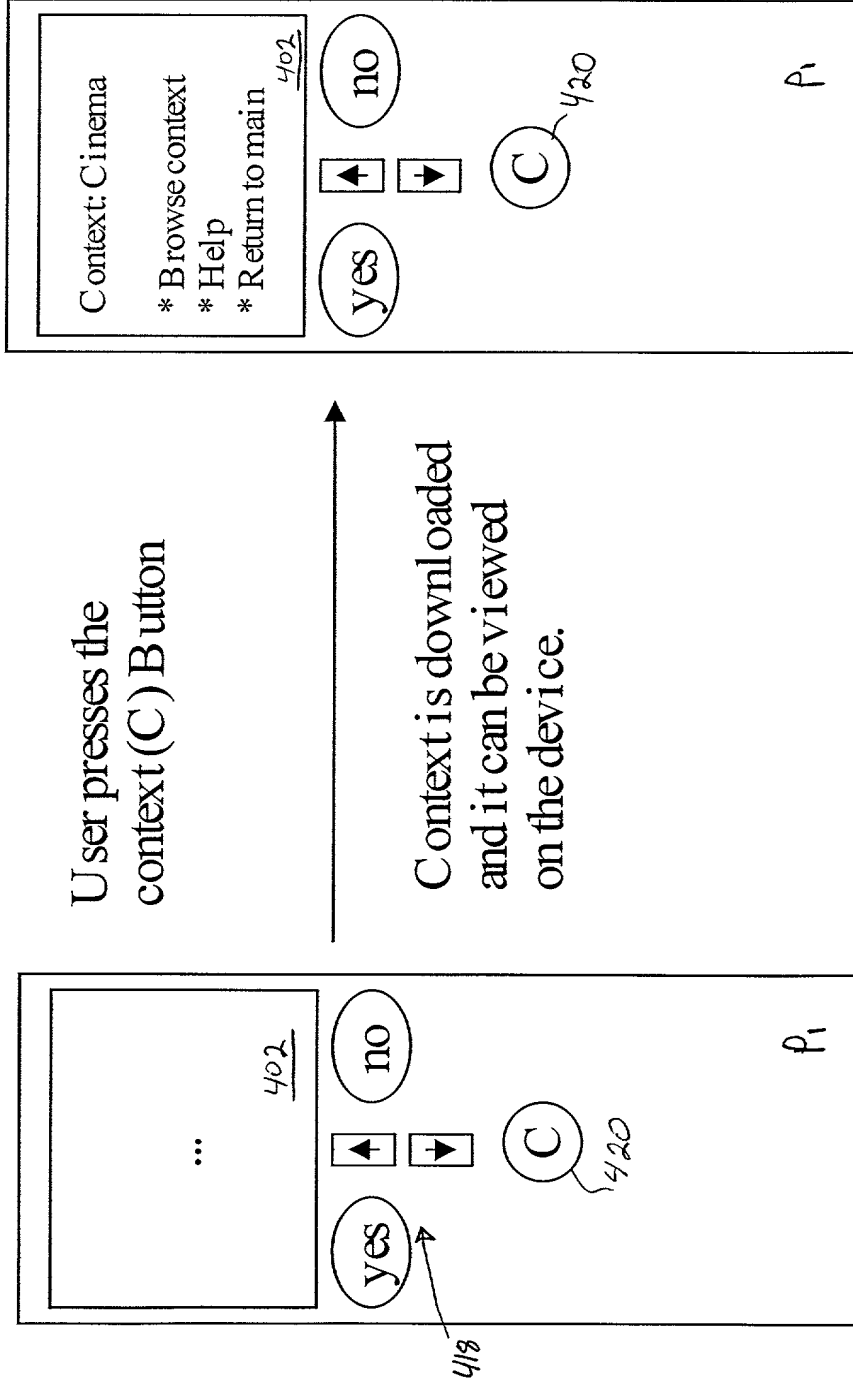 ...
402
yes
no
418
C
420
P1
User presses the
context (C) Button
Context is downloaded
and it can be viewed
on the device.
Context: Cinema
* Browse context
* Help
* Return to main
402
yes
no
C
420
P1